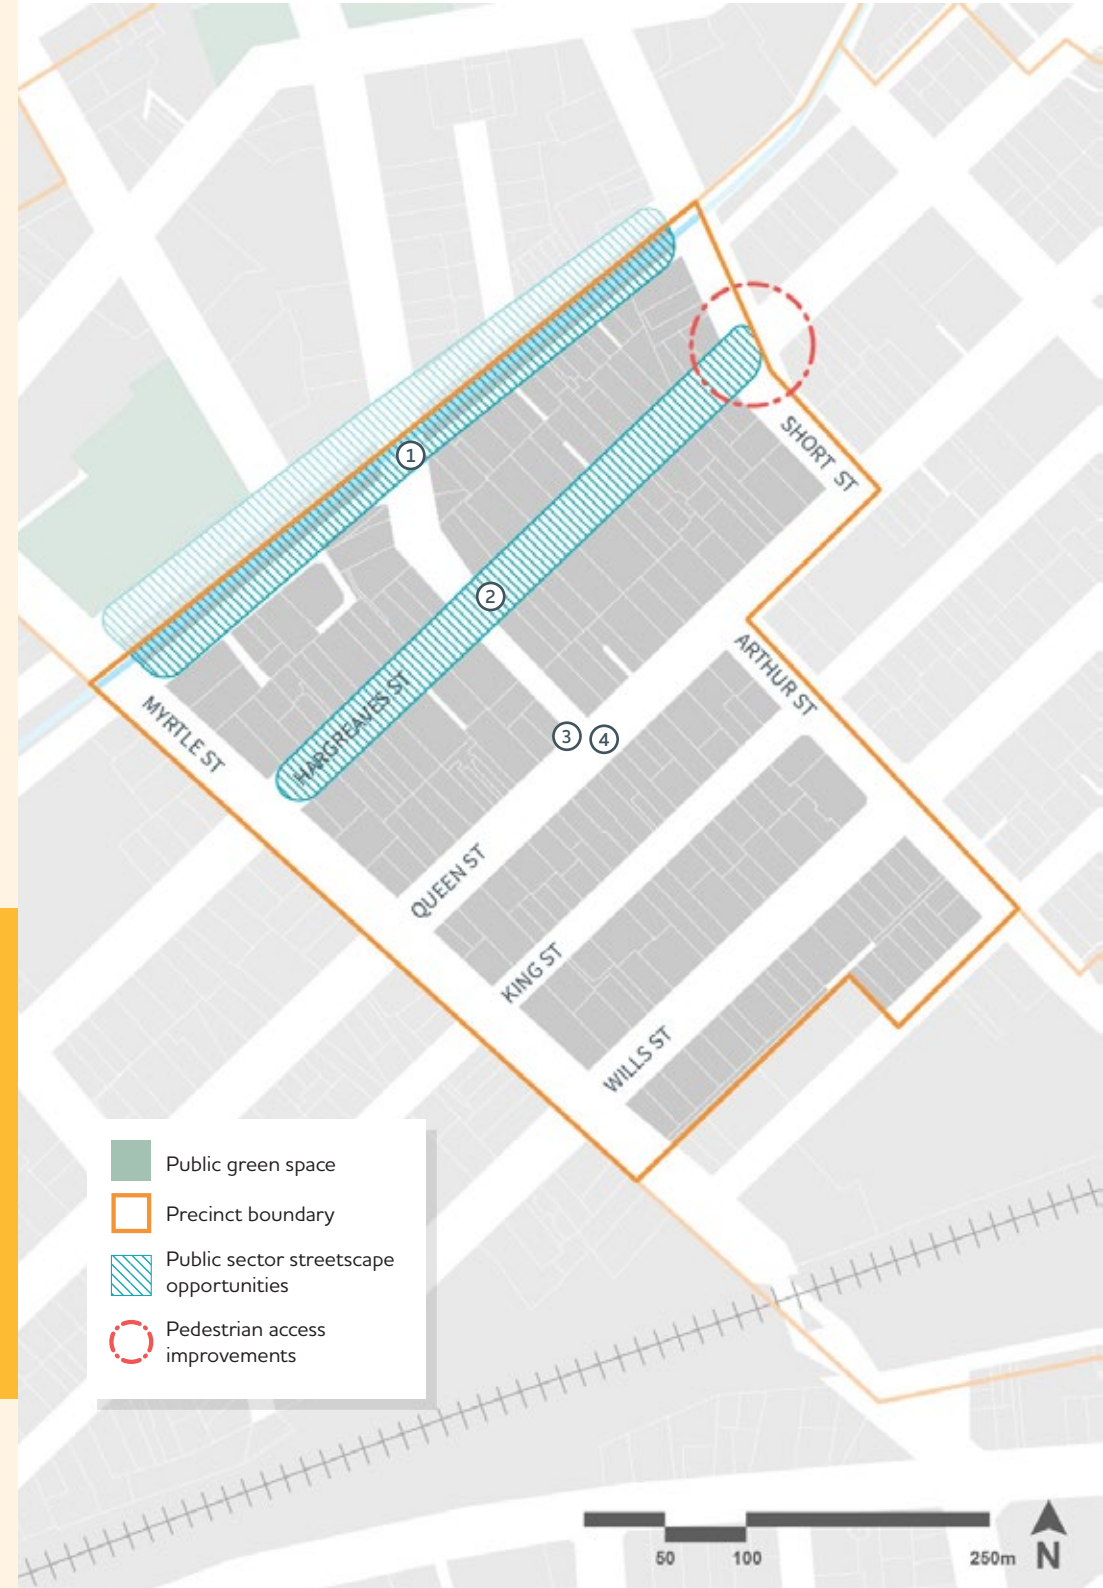 1
SHORT ST
2
ARTHUR ST
HARGREAVES ST
MYRTLE ST
3
4
QUEEN ST
KING ST
WILLS ST
Public green space
Precinct boundary
Public sector streetscape
opportunities
Pedestrian access
improvements
50
100
250m
N